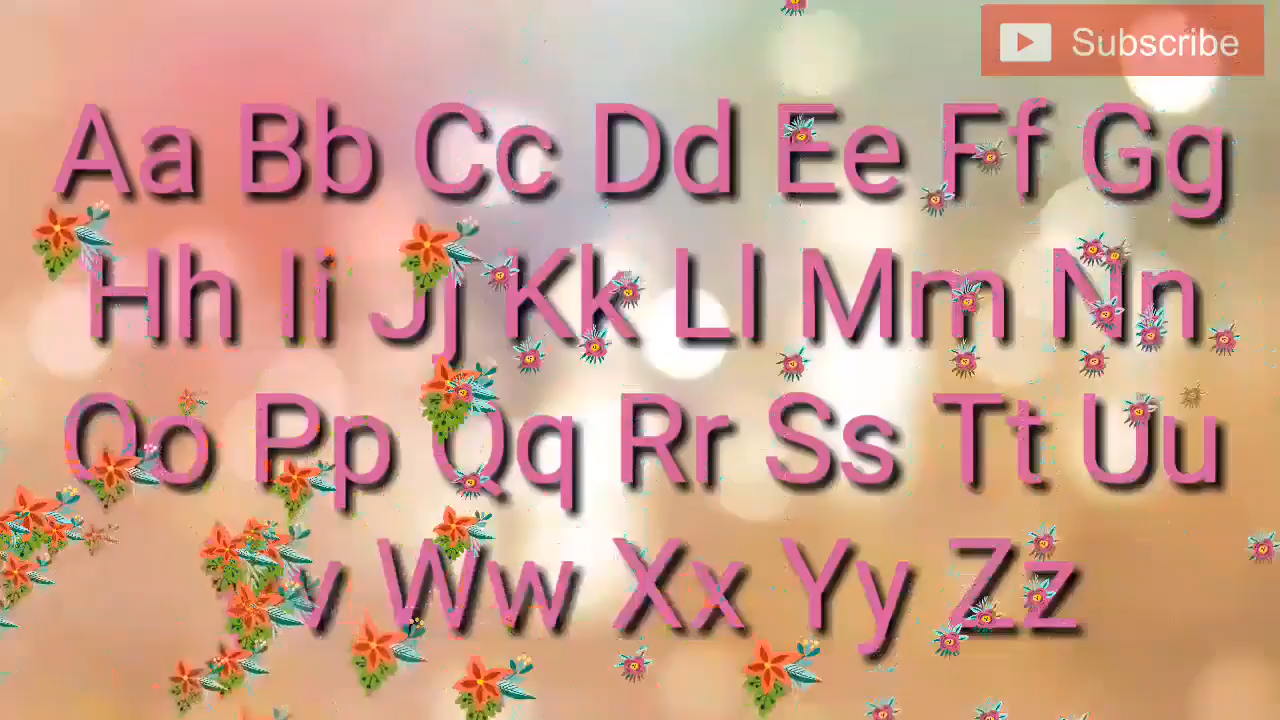 Subscribe
Aa Bb Cc Dd Ee Ff Gg
Hh Ii Jj Kk Ll Mm Nn
Oo Pp Qq Rr Ss Tt Uu
v Ww Xx Yy Zz